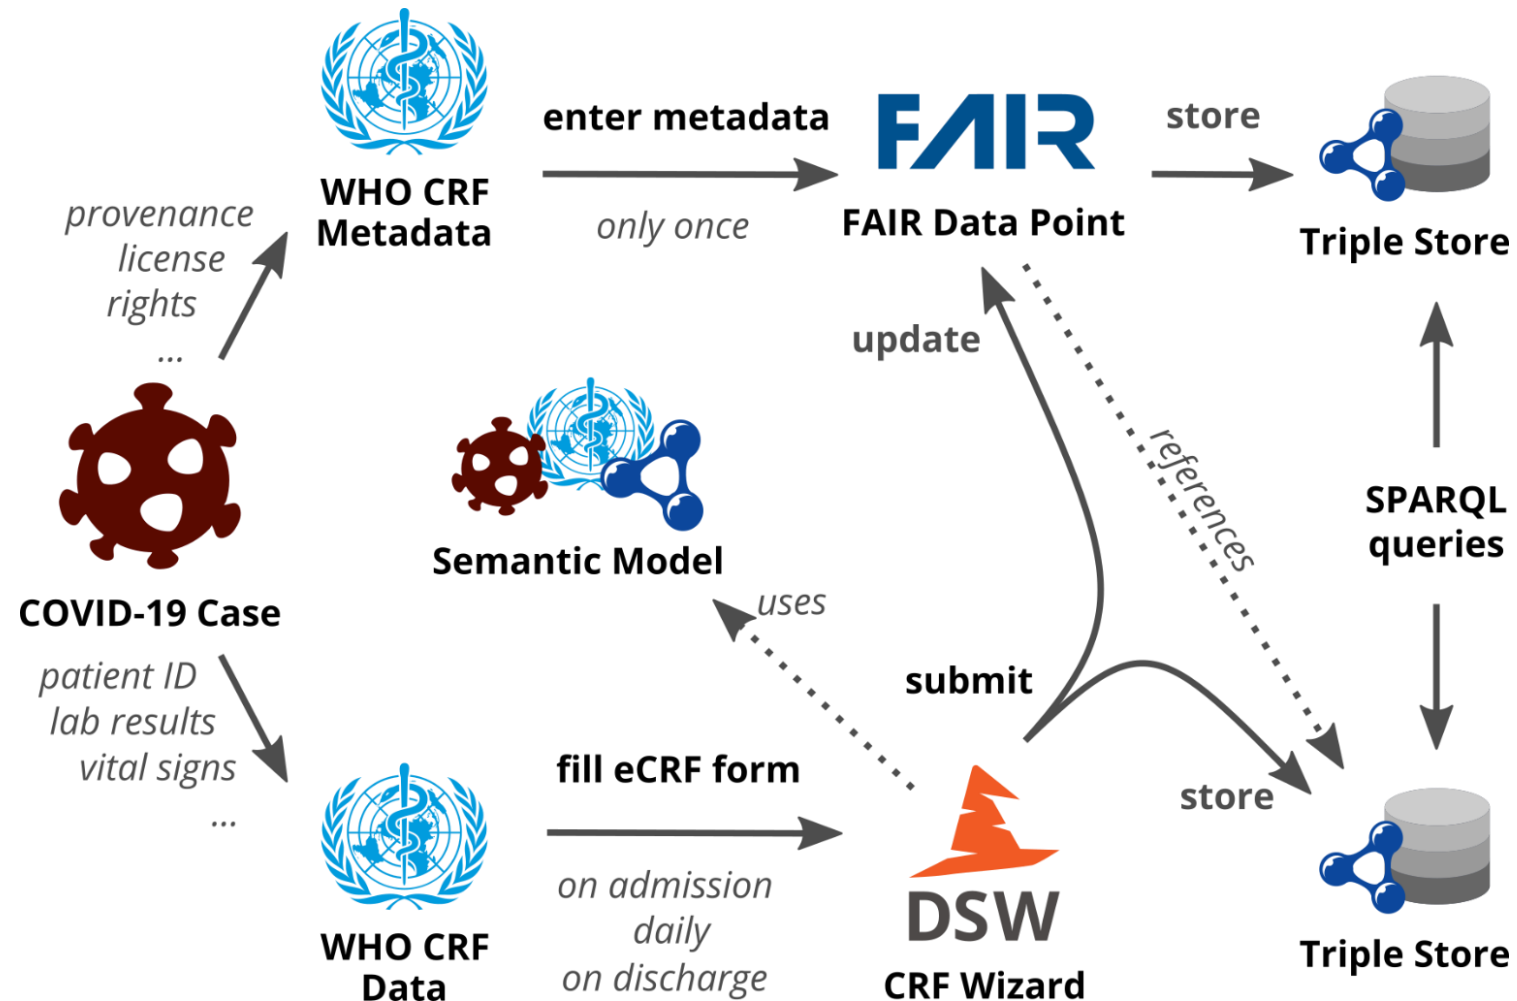 WHO CRF
Metadata
provenance
license
rights
...
enter metadata
only once
FAIR
FAIR Data Point
store
Triple Store
COVID-19 Case
patient ID
lab results
vital signs
...
Semantic Model
uses
update
references
SPARQL
queries
submit
store
WHO CRF
Data
fill eCRF form
on admission
daily
on discharge
DSW
CRF Wizard
Triple Store